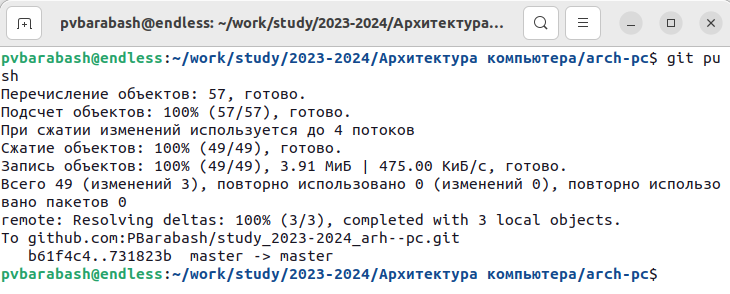 pvbarabash@endless: ~/work/study/2023-2024/Архитектура...
pvbarabash@endless:~/work/study/2023-2024/Архитектура компьютера/arch-pc$ git pu
sh
Перечисление объектов: 57, готово.
Подсчет объектов: 100% (57/57), готово.
При сжатии изменений используется до 4 потоков
Сжатие объектов: 100% (49/49), готово.
Запись объектов: 100% (49/49), 3.91 МиБ | 475.00 КиБ/с, готово.
Всего 49 (изменений 3), повторно использовано 0 (изменений 0), повторно использо
вано пакетов 0
remote: Resolving deltas: 100% (3/3), completed with 3 local objects.
To github.com:PBarabash/study_2023-2024_arh--pc.git
   b61f4c4..731823b  master -> master
pvbarabash@endless:~/work/study/2023-2024/Архитектура компьютера/arch-pc$